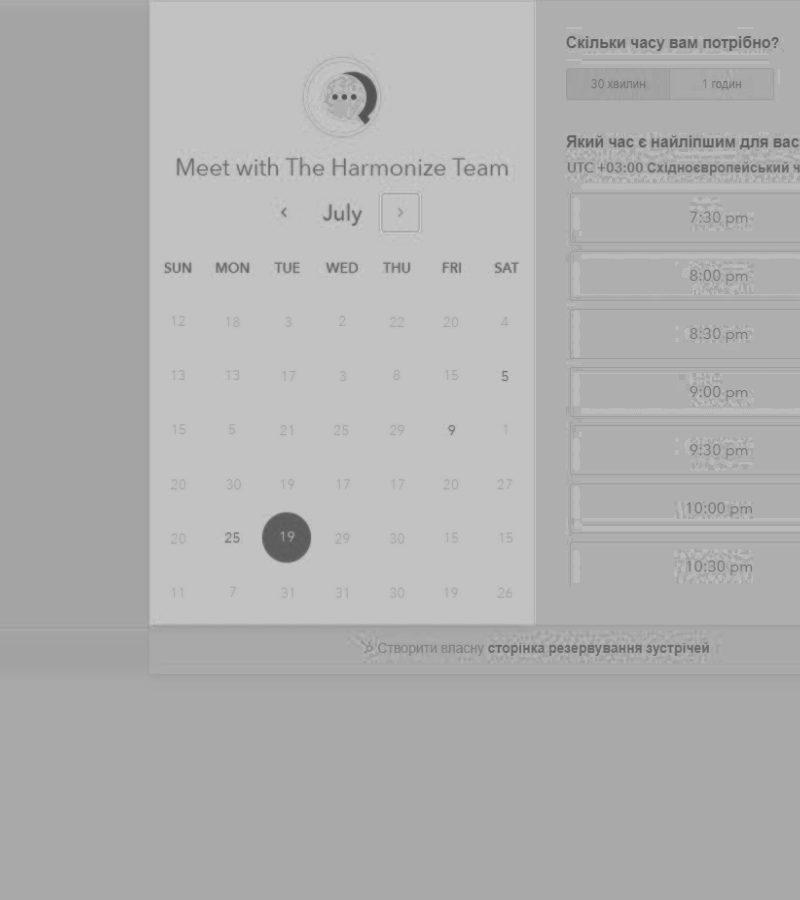 Meet with The Harmonize Team
July
SUN MON TUE WED THU FRI SAT
12 18 3 2 22 20 4
13 13 17 3 8 15 5
15 5 21 25 29 9 1
20 30 19 17 17 20 27
20 25 19 29 30 15 15
11 7 31 31 30 19 26
Скільки часу вам потрібно?
30 хвилин 1 годин
Який час є найліпшим для вас
UTC +03:00 Східноєвропейський ч
7:30 pm
8:00 pm
8:30 pm
9:00 pm
9:30 pm
10:00 pm
10:30 pm
Створити власну сторінка резервування зустрічей